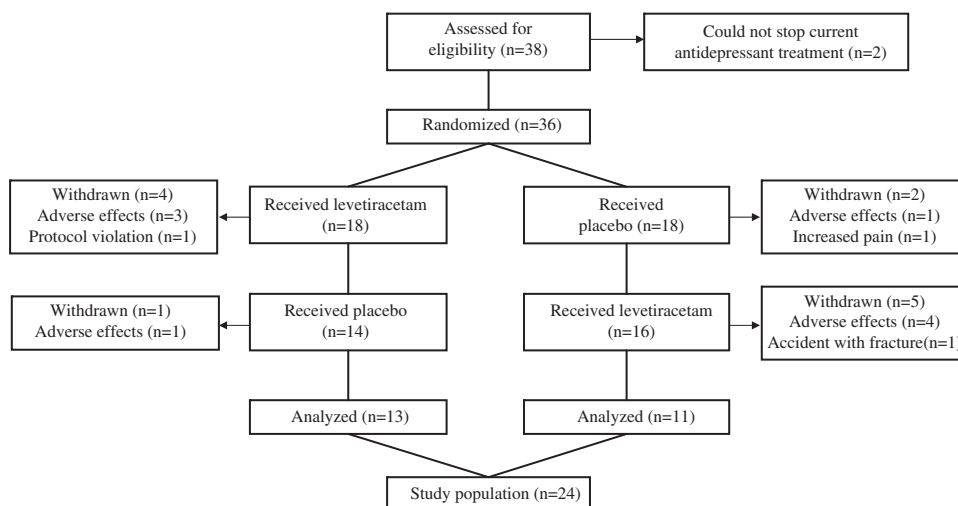 Assessed for
eligibility (n=38)
Could not stop current
antidepressant treatment (n=2)
Randomized (n=36)
Withdrawn (n=4)
Adverse effects (n=3)
Protocol violation (n=1)
Received levetiracetam
(n=18)
Received
placebo (n=18)
Withdrawn (n=2)
Adverse effects (n=1)
Increased pain (n=1)
Withdrawn (n=1)
Adverse effects (n=1)
Received placebo
(n=14)
Received levetiracetam
(n=16)
Withdrawn (n=5)
Adverse effects (n=4)
Accident with fracture(n=1)
Analyzed (n=13)
Analyzed (n=11)
Study population (n=24)